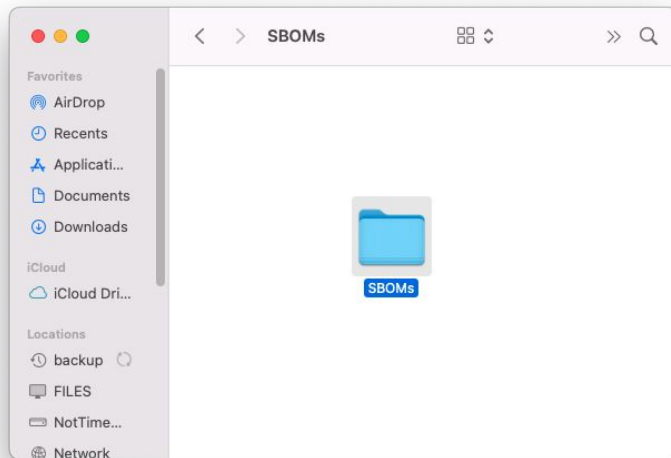 SBOMs
Favorites
AirDrop
Recents
Applicati...
Documents
Downloads
iCloud
iCloud Dri...
Locations
backup
FILES
NotTime...
Network
SBOMs